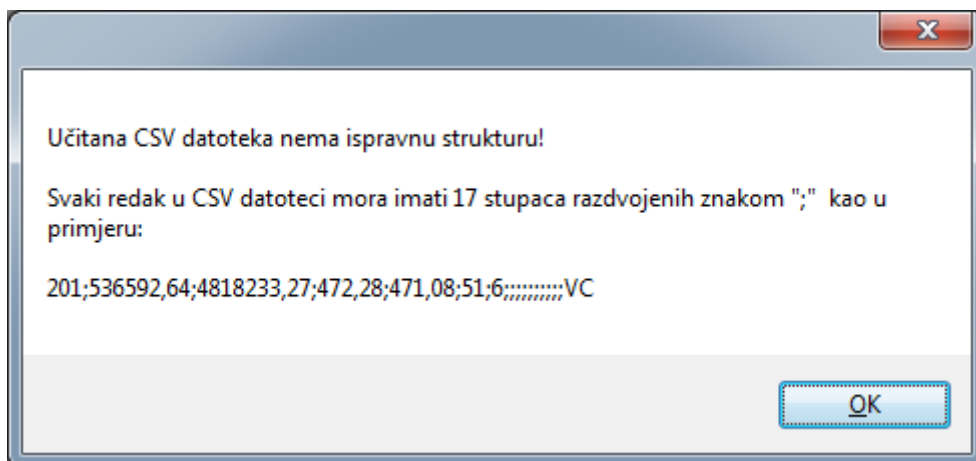 Učitana CSV datoteka nema ispravnu strukturu!
Svaki redak u CSV datoteci mora imati 17 stupaca razdvojenih znakom ";"  kao u
primjeru:
201;536592,64;4818233,27;472,28;471,08;51;6;;;;;;;;;;VC
OK